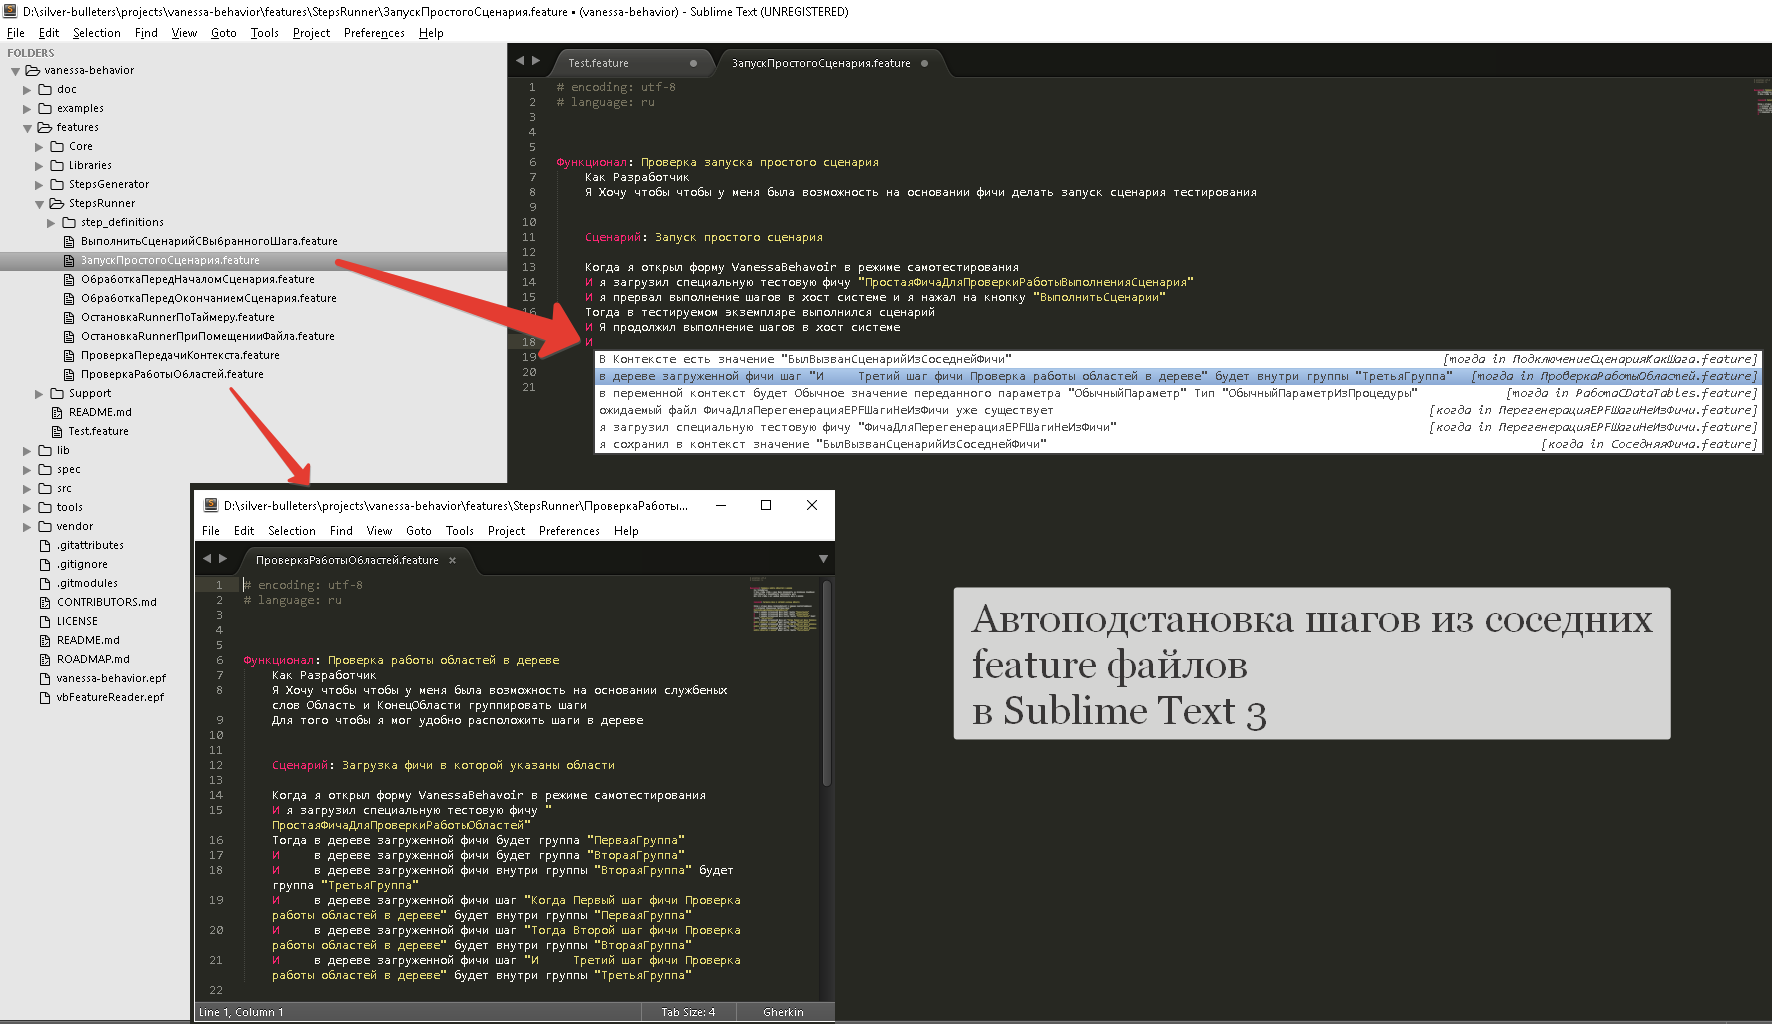 D:\silver-bulleters\projects\vanessa-behavior\features\StepsRunner\ЗапускПростогоСценария.feature • (vanessa-behavior) - Sublime Text (UNREGISTERED)
File Edit Selection Find View Goto Tools Project Preferences Help
FOLDERS
vanessa-behavior
doc
examples
features
Core
Libraries
StepsGenerator
StepsRunner
step_definitions
ВыполнитьСценарийСВыбранногоШага.feature
ЗапускПростогоСценария.feature
ОбработкаПередНачаломСценария.feature
ОбработкаПередОкончаниемСценария.feature
ОстановкаRunnerПоТаймеру.feature
ОстановкаRunnerПриПомещенииФайла.feature
ПроверкаПередачиКонтекста.feature
ПроверкаРаботыОбластей.feature
Support
README.md
Test.feature
lib
spec
src
tools
vendor
.gitattributes
.gitignore
.gitmodules
CONTRIBUTORS.md
LICENSE
README.md
ROADMAP.md
vanessa-behavior.epf
vbFeatureReader.epf
Test.feature ЗапускПростогоСценария.feature
1 # encoding: utf-8
2 # language: ru
3
4
5
6 Функционал: Проверка запуска простого сценария
7 Как Разработчик
8 Я Хочу чтобы чтобы у меня была возможность на основании фичи делать запуск сценария тестирования
9
10
11 Сценарий: Запуск простого сценария
12
13 Когда я открыл форму VanessaBehavoir в режиме самотестирования
14 И я загрузил специальную тестовую фичу "ПростаяФичаДляПроверкиРаботыВыполненияСценария"
15 И я прервал выполнение шагов в хост системе и я нажал на кнопку "ВыполнитьСценарии"
16 Тогда в тестируемом экземпляре выполнился сценарий
17 И Я продолжил выполнение шагов в хост системе
18 И
19
20
21
В Контексте есть значение "БылВызванСценарийИзСоседнейФичи" [тогда in ПодключениеСценарияКакШага.feature]
в дереве загруженной фичи шаг "И Третий шаг фичи Проверка работы областей в дереве" будет внутри группы "ТретьяГруппа" [тогда in ПроверкаРаботыОбластей.feature]
в переменной контекст будет Обычное значение переданного параметра "ОбычныйПараметр" Тип "ОбычныйПараметрИзПроцедуры" [тогда in РаботаСDataTables.feature]
ожидаемый файл ФичаДляПерегенерацияEPFШагиНеИзФичи уже существует [когда in ПерегенерацияEPFШагиНеИзФичи.feature]
я загрузил специальную тестовую фичу "ФичаДляПерегенерацияEPFШагиНеИзФичи" [когда in ПерегенерацияEPFШагиНеИзФичи.feature]
я сохранил в контекст значение "БылВызванСценарийИзСоседнейФичи" [когда in СоседняяФича.feature]
D:\silver-bulleters\projects\vanessa-behavior\features\StepsRunner\ПроверкаРаботы...
File Edit Selection Find View Goto Tools Project Preferences Help
ПроверкаРаботыОбластей.feature
1 # encoding: utf-8
2 # language: ru
3
4
5
6 Функционал: Проверка работы областей в дереве
7 Как Разработчик
8 Я Хочу чтобы чтобы у меня была возможность на основании службеных
слов Область и КонецОбласти группировать шаги
9 Для того чтобы я мог удобно расположить шаги в дереве
10
11
12 Сценарий: Загрузка фичи в которой указаны области
13
14 Когда я открыл форму VanessaBehavoir в режиме самотестирования
15 И я загрузил специальную тестовую фичу "
ПростаяФичаДляПроверкиРаботыОбластей"
16 Тогда в дереве загруженной фичи будет группа "ПерваяГруппа"
17 И в дереве загруженной фичи будет группа "ВтораяГруппа"
18 И в дереве загруженной фичи внутри группы "ВтораяГруппа" будет
группа "ТретьяГруппа"
19 И в дереве загруженной фичи шаг "Когда Первый шаг фичи Проверка
работы областей в дереве" будет внутри группы "ПерваяГруппа"
20 И в дереве загруженной фичи шаг "Тогда Второй шаг фичи Проверка
работы областей в дереве" будет внутри группы "ВтораяГруппа"
21 И в дереве загруженной фичи шаг "И Третий шаг фичи Проверка
работы областей в дереве" будет внутри группы "ТретьяГруппа"
22
Line 1, Column 1 Tab Size: 4 Gherkin
Автоподстановка шагов из соседних
feature файлов
в Sublime Text 3